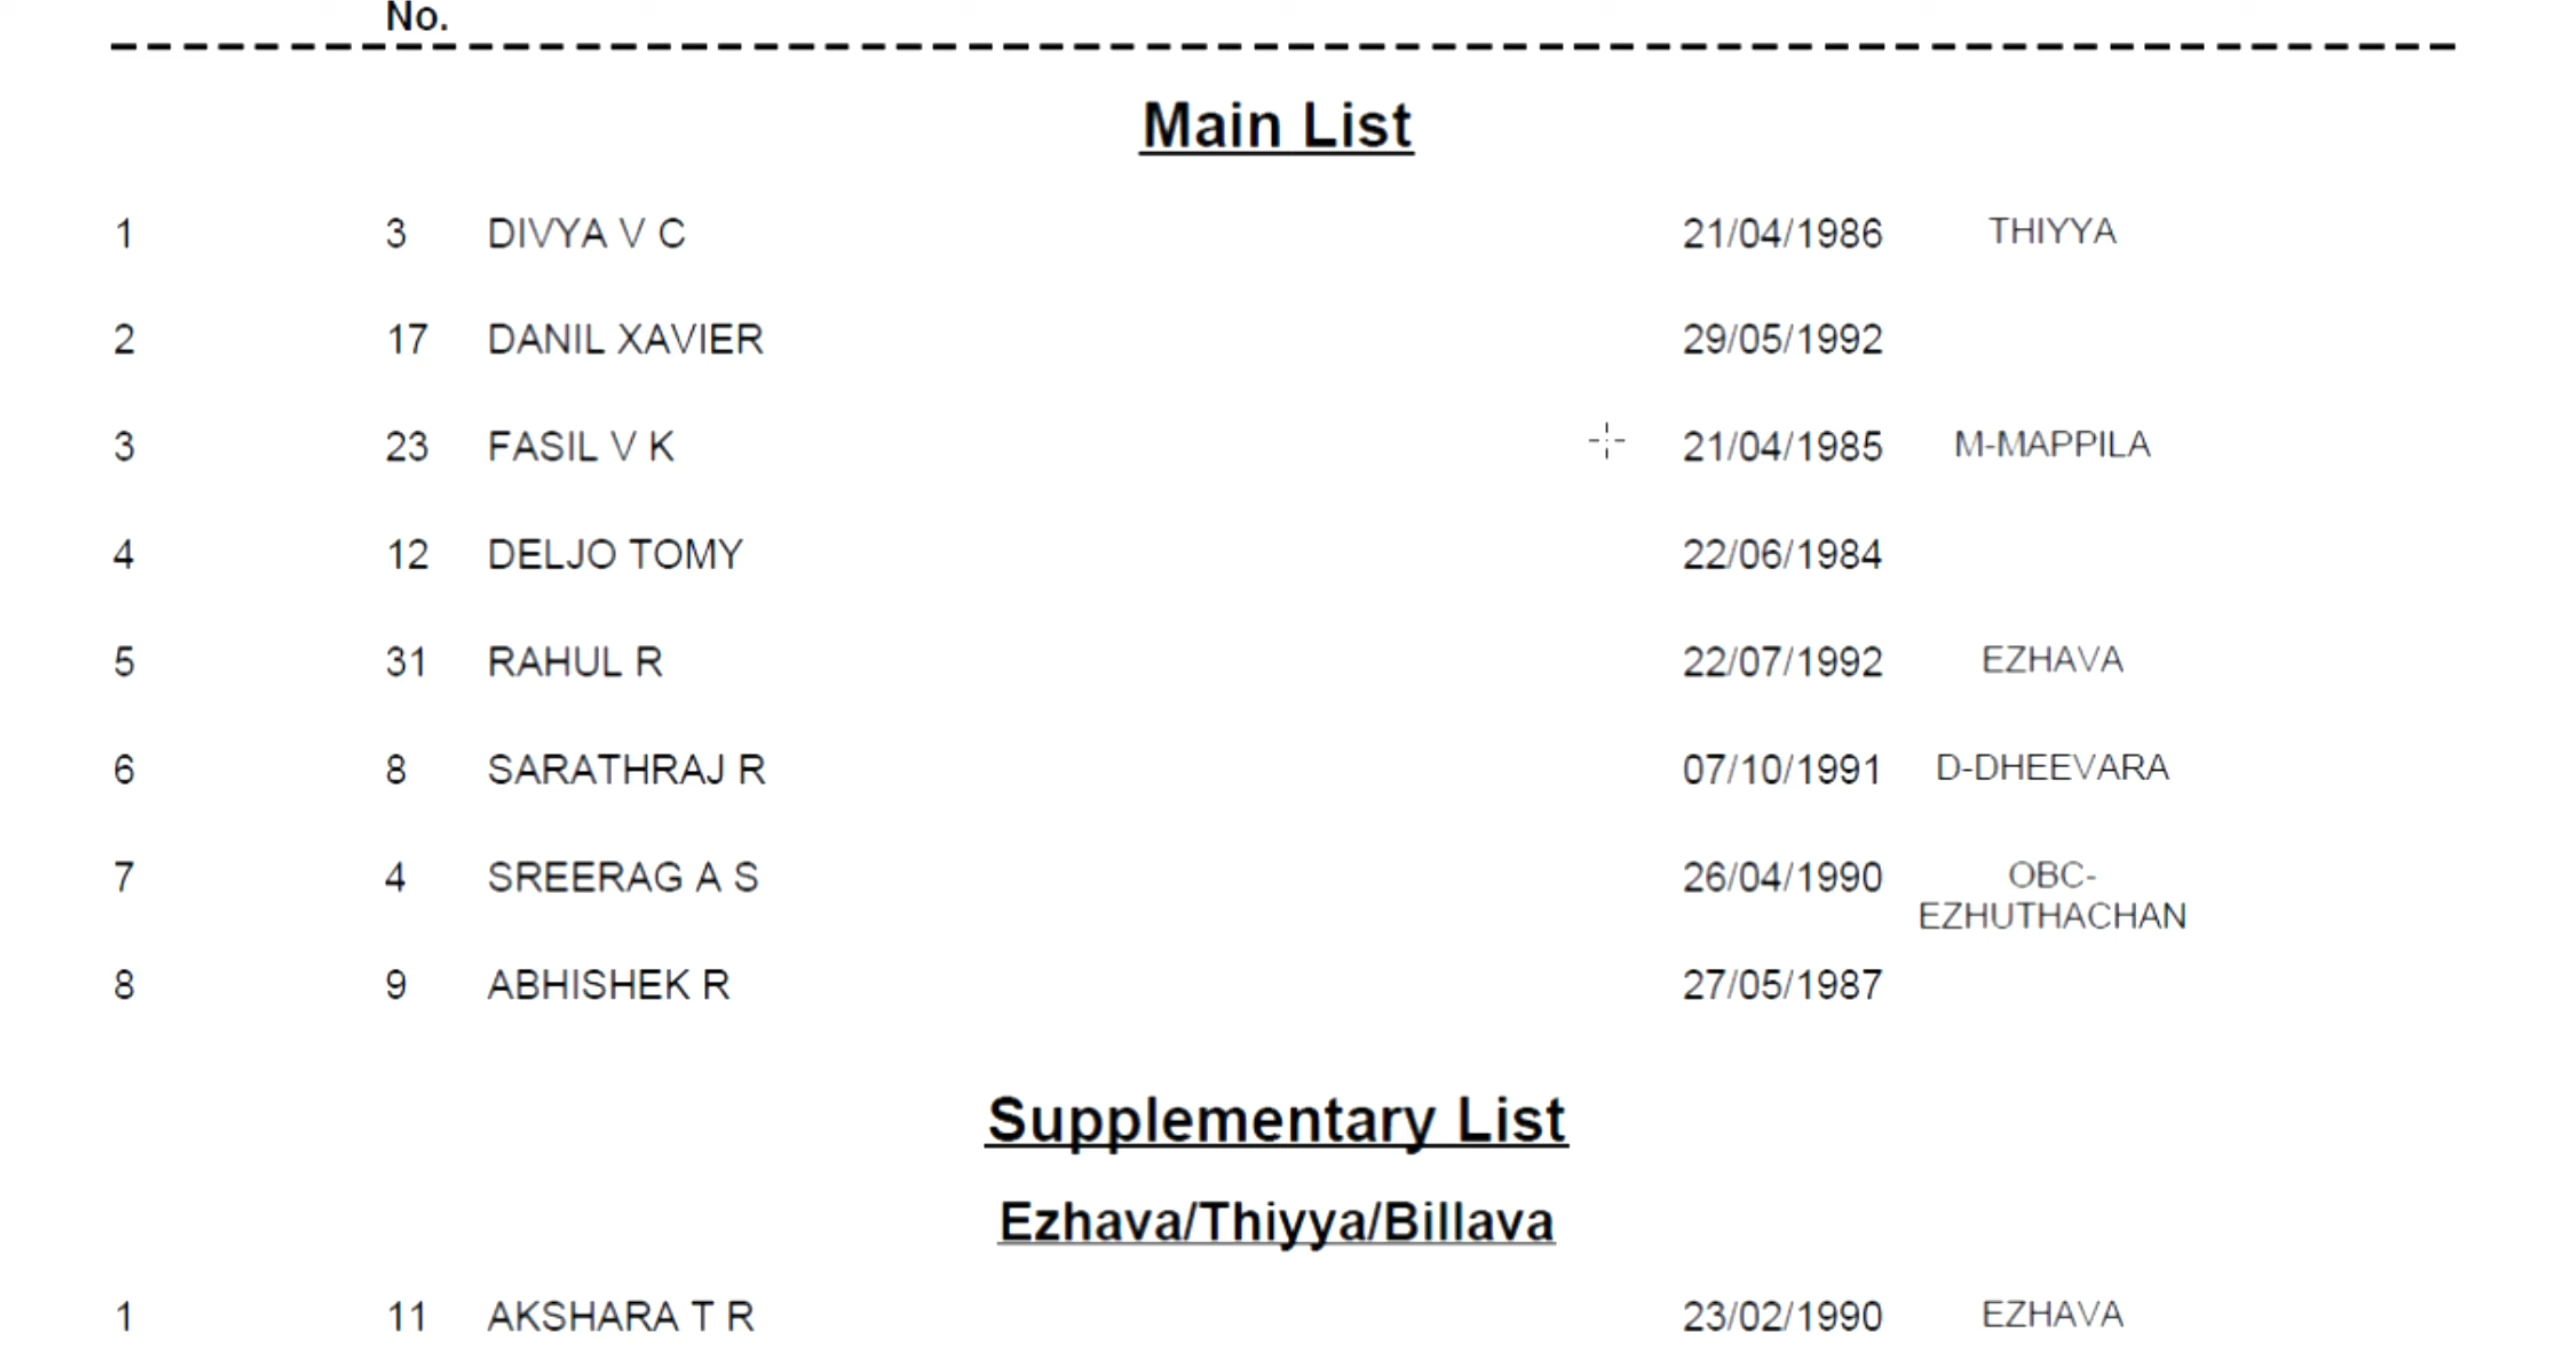 No.
Main List
1 3 DIVYA V C 21/04/1986 THIYYA
2 17 DANIL XAVIER 29/05/1992
3 23 FASIL V K 21/04/1985 M-MAPPILA
4 12 DELJO TOMY 22/06/1984
5 31 RAHUL R 22/07/1992 EZHAVA
6 8 SARATHRAJ R 07/10/1991 D-DHEEVARA
7 4 SREERAG A S 26/04/1990 OBC-
EZHUTHACHAN
8 9 ABHISHEK R 27/05/1987
Supplementary List
Ezhava/Thiyya/Billava
1 11 AKSHARA T R 23/02/1990 EZHAVA